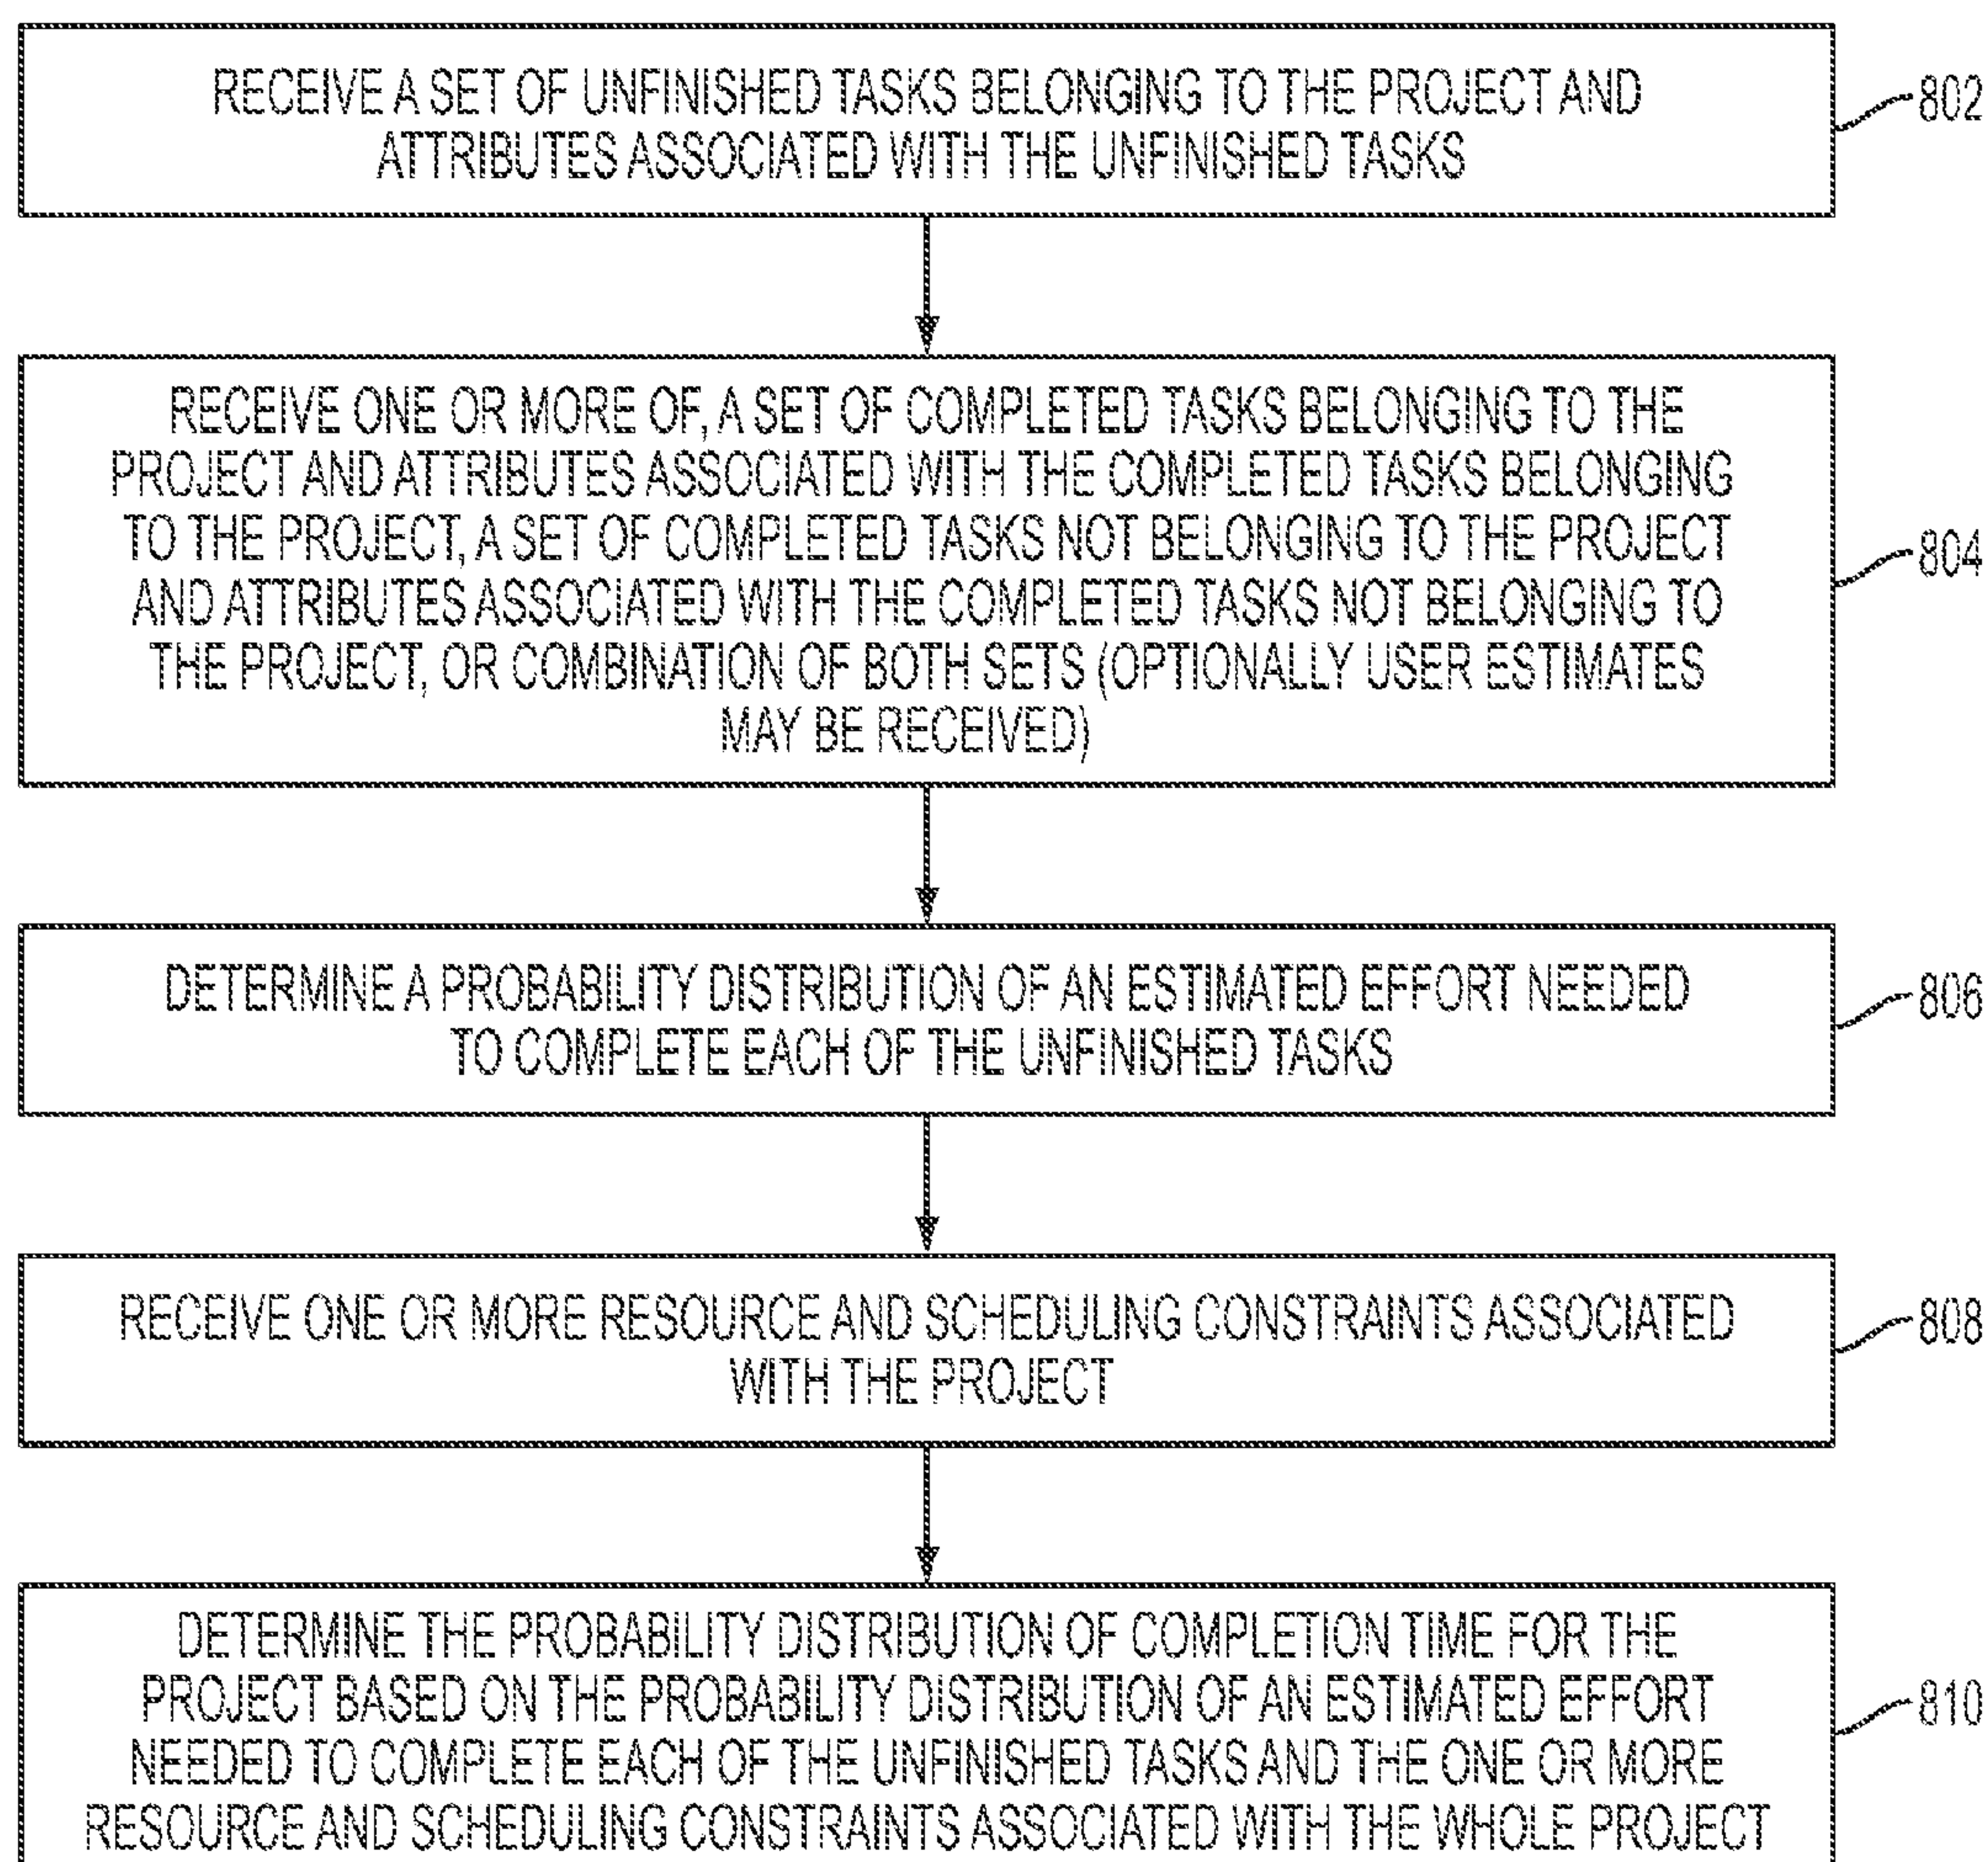 RECEIVE A SET OF UNFINISHED TASKS BELONGING TO THE PROJECT AND
ATTRIBUTES ASSOCIATED WITH THE UNFINISHED TASKS
802
RECEIVE ONE OR MORE OF, A SET OF COMPLETED TASKS BELONGING TO THE
PROJECT AND ATTRIBUTES ASSOCIATED WITH THE COMPLETED TASKS BELONGING
TO THE PROJECT, A SET OF COMPLETED TASKS NOT BELONGING TO THE PROJECT
AND ATTRIBUTES ASSOCIATED WITH THE COMPLETED TASKS NOT BELONGING TO
THE PROJECT, OR COMBINATION OF BOTH SETS (OPTIONALLY USER ESTIMATES
MAY BE RECEIVED)
804
DETERMINE A PROBABILITY DISTRIBUTION OF AN ESTIMATED EFFORT NEEDED
TO COMPLETE EACH OF THE UNFINISHED TASKS
806
RECEIVE ONE OR MORE RESOURCE AND SCHEDULING CONSTRAINTS ASSOCIATED
WITH THE PROJECT
808
DETERMINE THE PROBABILITY DISTRIBUTION OF COMPLETION TIME FOR THE
PROJECT BASED ON THE PROBABILITY DISTRIBUTION OF AN ESTIMATED EFFORT
NEEDED TO COMPLETE EACH OF THE UNFINISHED TASKS AND THE ONE OR MORE
RESOURCE AND SCHEDULING CONSTRAINTS ASSOCIATED WITH THE WHOLE PROJECT
810